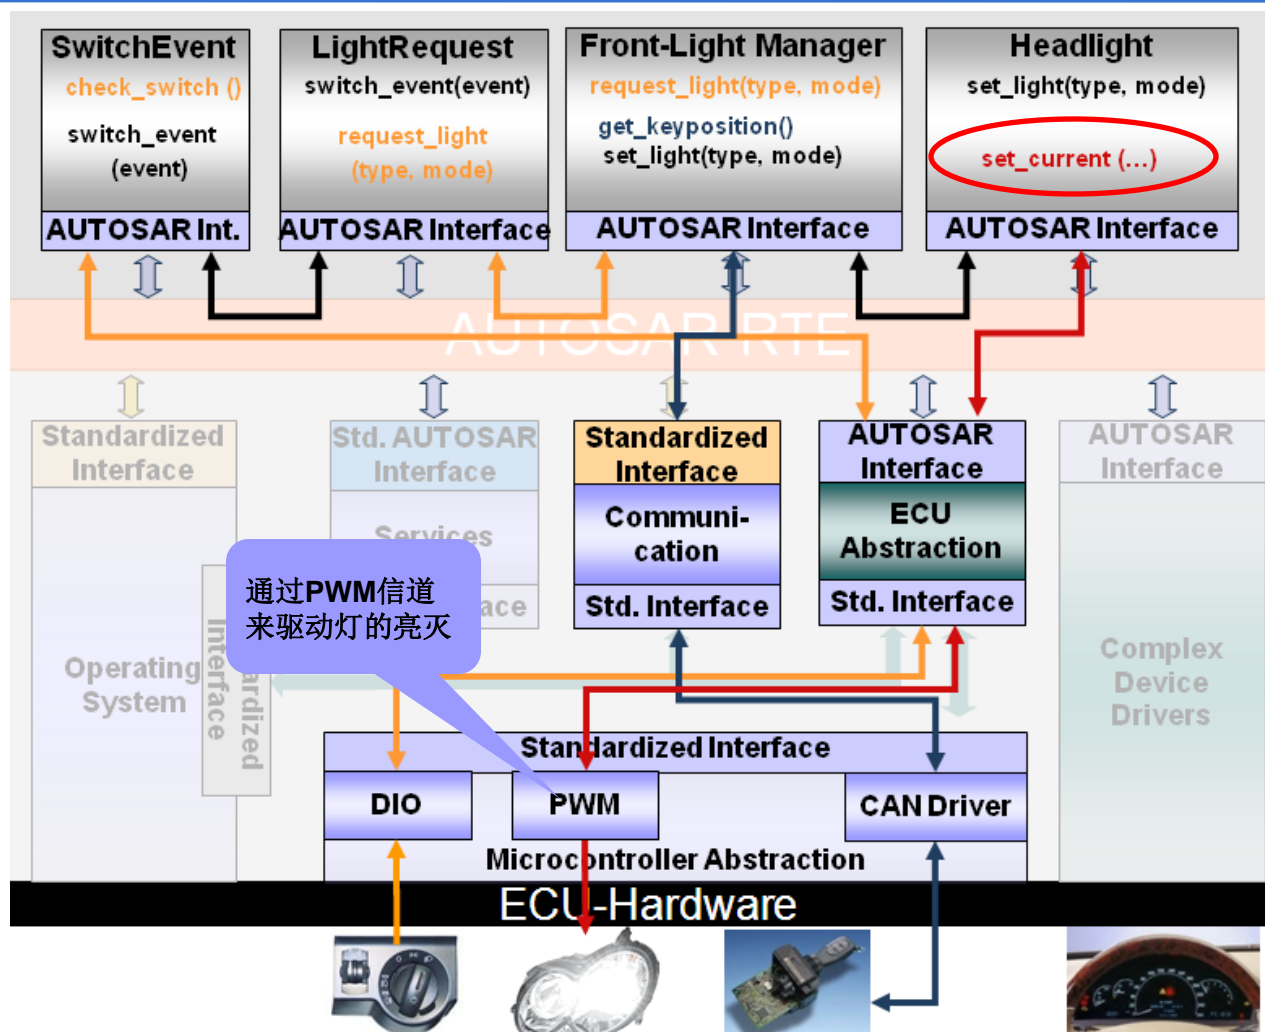 SwitchEvent
check_switch ()
switch_event
(event)
AUTOSAR Int.
LightRequest
switch_event(event)
request_light
(type, mode)
AUTOSAR Interface
Front-Light Manager
request_light(type, mode)
get_keyposition()
set_light(type, mode)
AUTOSAR Interface
Headlight
set_light(type, mode)
set_current (...)
AUTOSAR Interface
AUTOSAR RTE
Standardized
Interface
Operating
System
Std. AUTOSAR
Interface
Services
ace
Standardized
Interface
Communi-
cation
Std. Interface
AUTOSAR
Interface
ECU
Abstraction
Std. Interface
AUTOSAR
Interface
Complex
Device
Drivers
通过PWM信道
来驱动灯的亮灭
ardized
Interface
Standardized Interface
DIO
PWM
CAN Driver
Microcontroller Abstraction
ECU-Hardware